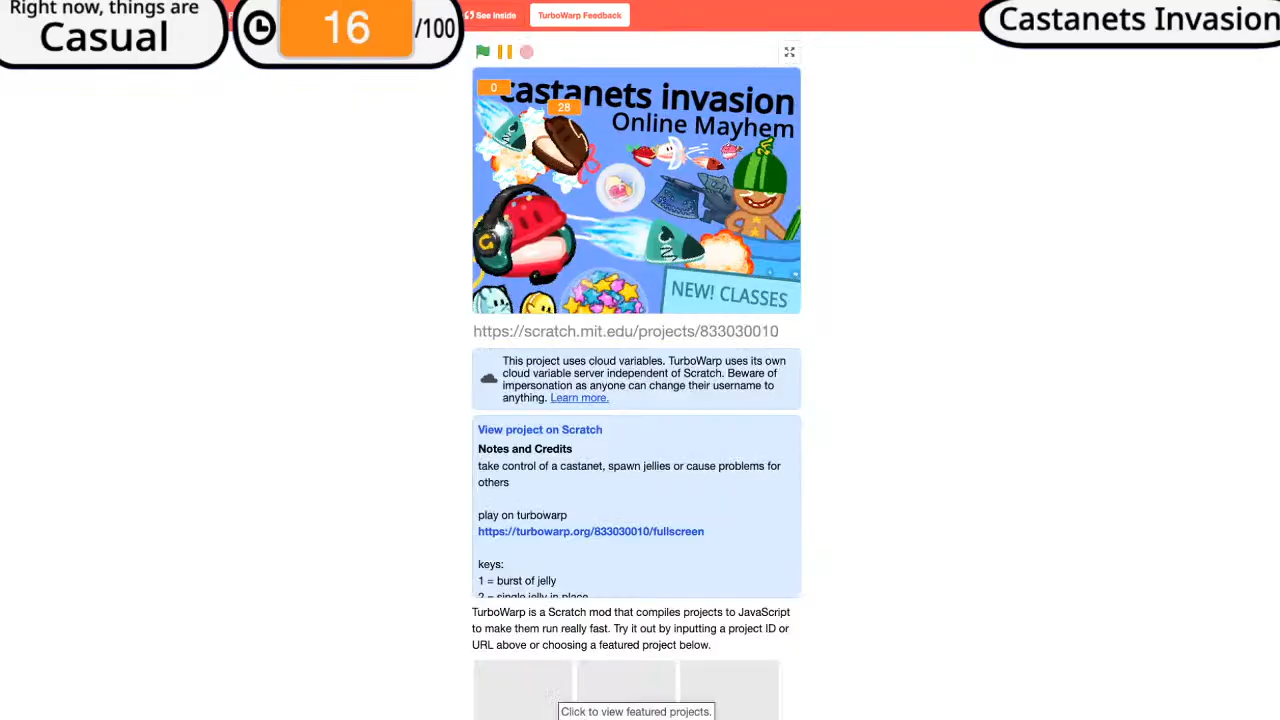 Right now, things are
Casual
16
/100
See Inside
TurboWarp Feedback
Castanets Invasion
0
28
castanets invasion
Online Mayhem
NEW! CLASSES
https://scratch.mit.edu/projects/833030010
This project uses cloud variables. TurboWarp uses its own
cloud variable server independent of Scratch. Beware of
impersonation as anyone can change their username to
anything. Learn more.
View project on Scratch
Notes and Credits
take control of a castanet, spawn jellies or cause problems for
others
play on turbowarp
https://turbowarp.org/833030010/fullscreen
keys:
1 = burst of jelly
2 = single jelly in place
TurboWarp is a Scratch mod that compiles projects to JavaScript
to make them run really fast. Try it out by inputting a project ID or
URL above or choosing a featured project below.
Click to view featured projects.